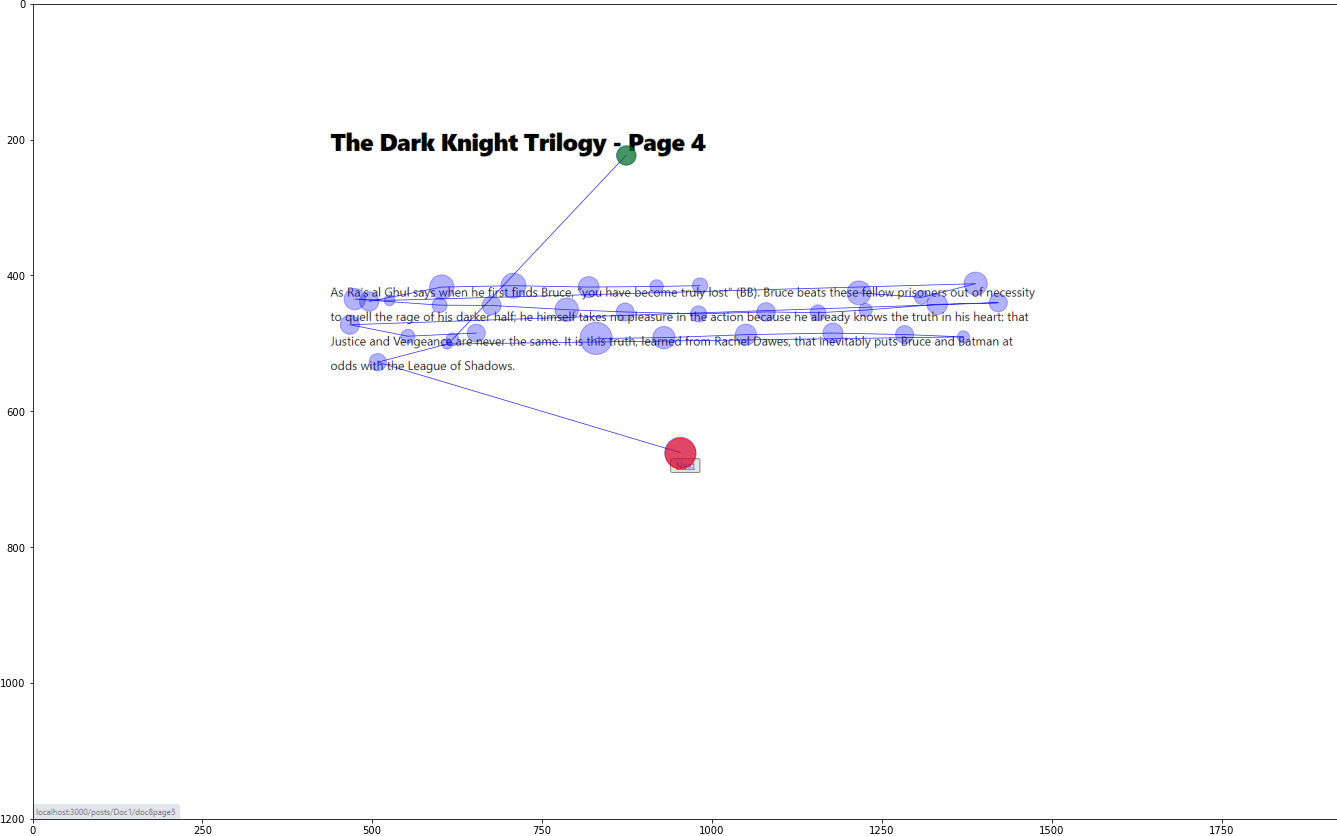 0
200
The Dark Knight Trilogy - Page 4
400
As Ra's al Ghul says when he first finds Bruce, "you have become truly lost" (BB). Bruce beats these fellow prisoners out of necessity
to quell the rage of his darker half; he himself takes no pleasure in the action because he already knows the truth in his heart: that
Justice and Vengeance are never the same. It is this truth, learned from Rachel Dawes, that inevitably puts Bruce and Batman at
odds with the League of Shadows.
600
Next
800
1000
localhost:3000/posts/Doc1/doc8page5
1200
0 250 500 750 1000 1250 1500 1750